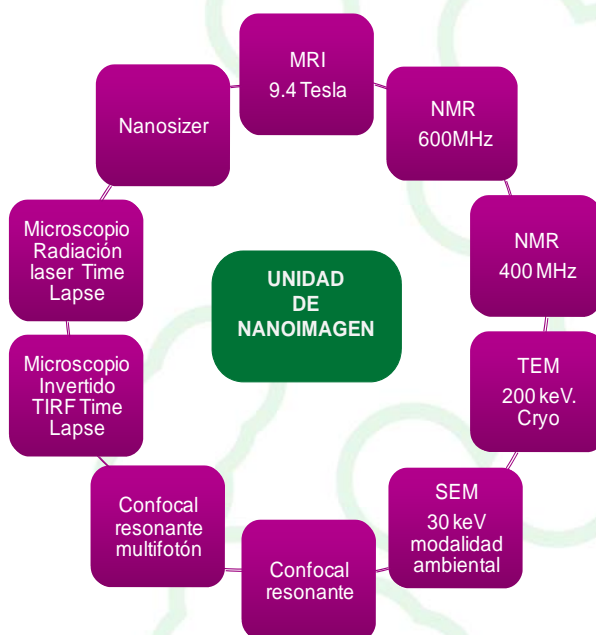 MRI
9.4 Tesla
NMR
600MHz
NMR
400 MHz
TEM
200 keV.
Cryo
SEM
30 keV
modalidad
ambiental
Confocal
resonante
Confocal
resonante
multifotón
Microscopio
Invertido
TIRF Time
Lapse
Microscopio
Radiación
laser Time
Lapse
Nanosizer
UNIDAD
DE
NANOIMAGEN